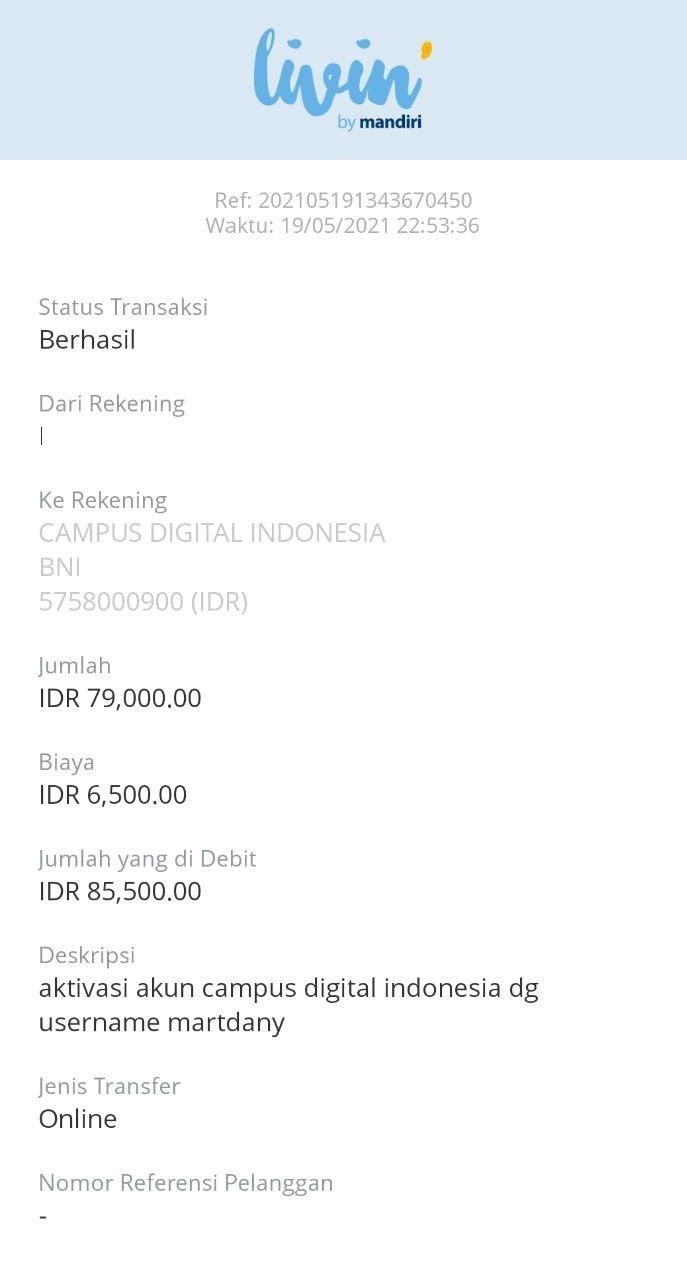 livin'
by mandiri
Ref: 202105191343670450
Waktu: 19/05/2021 22:53:36
Status Transaksi
Berhasil
Dari Rekening
|
Ke Rekening
CAMPUS DIGITAL INDONESIA
BNI
5758000900 (IDR)
Jumlah
IDR 79,000.00
Biaya
IDR 6,500.00
Jumlah yang di Debit
IDR 85,500.00
Deskripsi
aktivasi akun campus digital indonesia dg
username martdany
Jenis Transfer
Online
Nomor Referensi Pelanggan
-